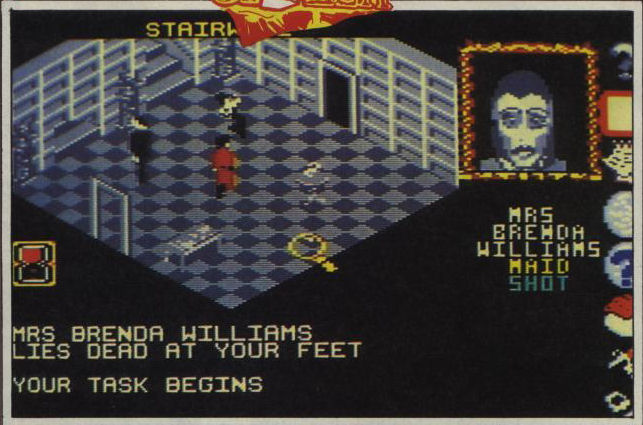 MRS
BRENDA
WILLIAMS
MAID
SHOT
MRS BRENDA WILLIAMS
LIES DEAD AT YOUR FEET
YOUR TASK BEGINS